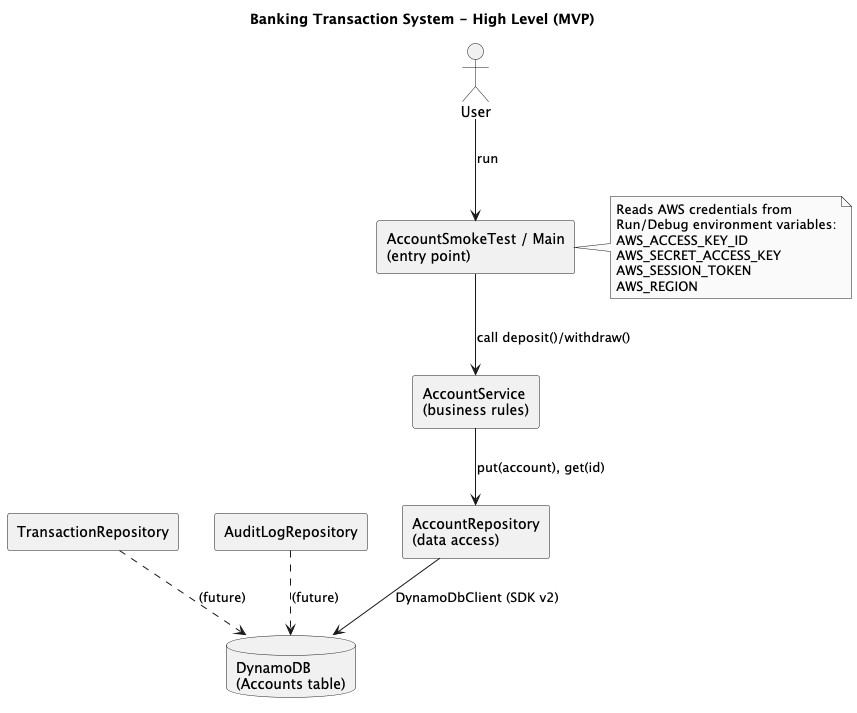 Banking Transaction System – High Level (MVP)
User
run
AccountSmokeTest / Main
(entry point)
Reads AWS credentials from
Run/Debug environment variables:
AWS_ACCESS_KEY_ID
AWS_SECRET_ACCESS_KEY
AWS_SESSION_TOKEN
AWS_REGION
call deposit()/withdraw()
AccountService
(business rules)
put(account), get(id)
TransactionRepository
AuditLogRepository
AccountRepository
(data access)
(future)
(future)
DynamoDbClient (SDK v2)
DynamoDB
(Accounts table)